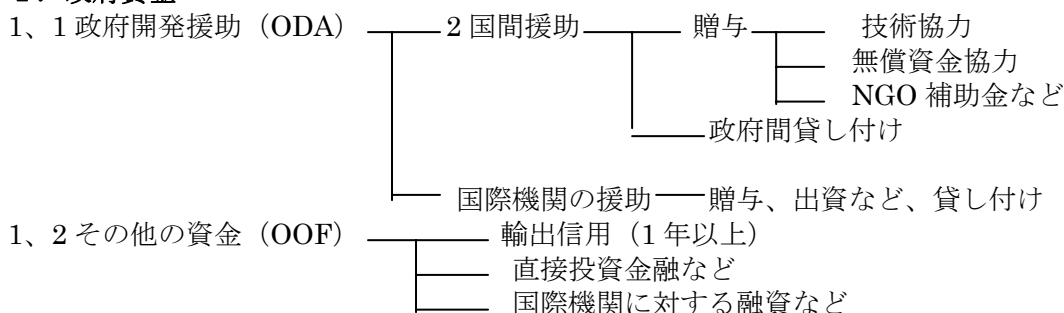 1、1 政府開発援助（ODA） 2 国間援助 贈与 技術協力
無償資金協力
NGO 補助金など
政府間貸し付け
国際機関の援助 贈与、出資など、貸し付け
1、2 その他の資金（OOF） 輸出信用（1 年以上）
直接投資金融など
国際機関に対する融資など